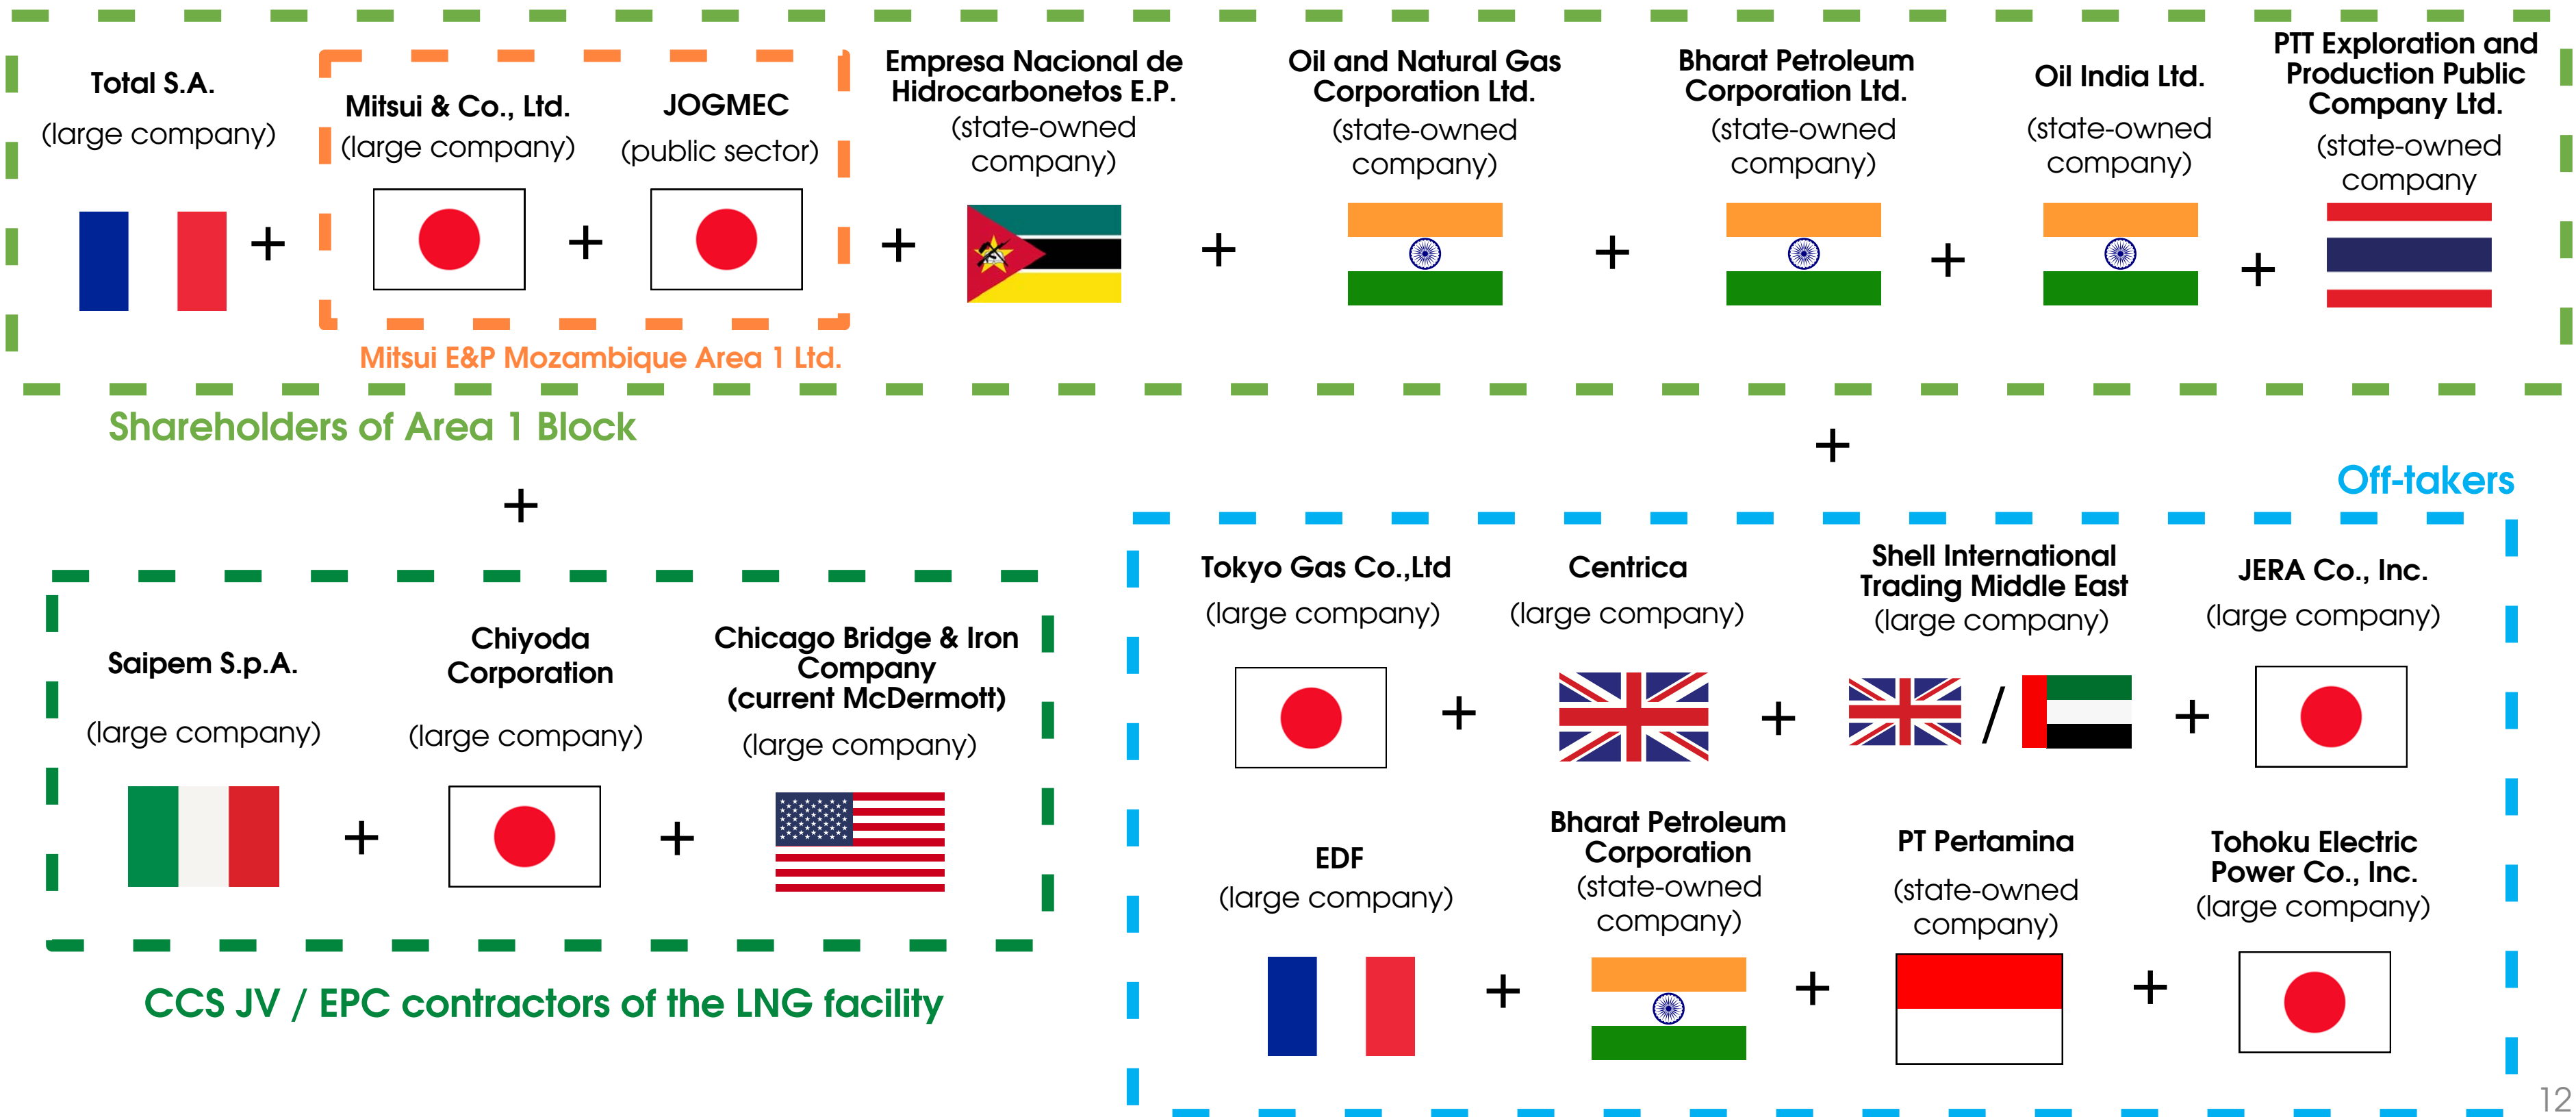 Total S.A.
(large company)
Mitsui & Co., Ltd.
(large company)
JOGMEC
(public sector)
Mitsui E&P Mozambique Area 1 Ltd.
Empresa Nacional de
Hidrocarbonetos E.P.
(state-owned
company)
Oil and Natural Gas
Corporation Ltd.
(state-owned
company)
Bharat Petroleum
Corporation Ltd.
(state-owned
company)
Oil India Ltd.
(state-owned
company)
PTT Exploration and
Production Public
Company Ltd.
(state-owned
company
+
+
+
+
+
+
+
Shareholders of Area 1 Block
+
+
Saipem S.p.A.
(large company)
Chiyoda
Corporation
(large company)
Chicago Bridge & Iron
Company
(current McDermott)
(large company)
+
+
CCS JV / EPC contractors of the LNG facility
Off-takers
Tokyo Gas Co.,Ltd
(large company)
Centrica
(large company)
Shell International
Trading Middle East
(large company)
JERA Co., Inc.
(large company)
+
+
/
+
EDF
(large company)
Bharat Petroleum
Corporation
(state-owned
company)
PT Pertamina
(state-owned
company)
Tohoku Electric
Power Co., Inc.
(large company)
+
+
+
12